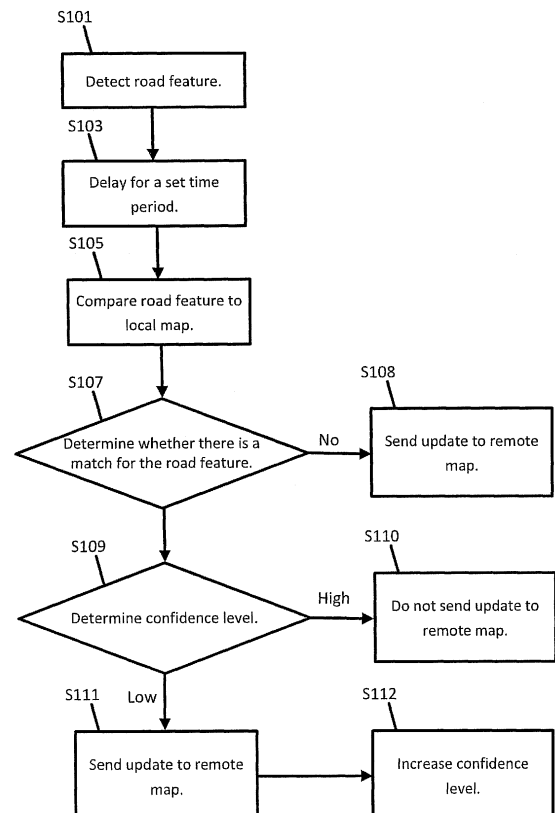 S101
Detect road feature.
S103
Delay for a set time
period.
S105
Compare road feature to
local map.
S107
Determine whether there is a
match for the road feature.
No
S108
Send update to remote
map.
S109
Determine confidence level.
High
S110
Do not send update to
remote map.
Low
S111
Send update to remote
map.
S112
Increase confidence
level.